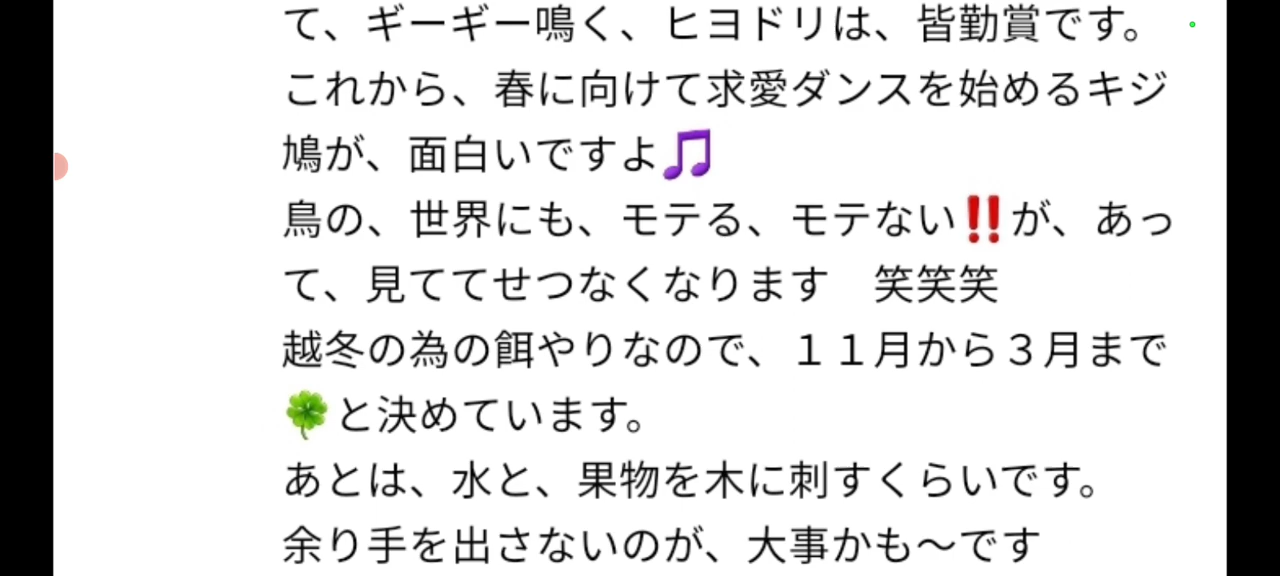 て、ギーギー鳴く、ヒヨドリは、皆勤賞です。
これから、春に向けて求愛ダンスを始めるキジ
鳩が、面白いですよ🎵
鳥の、世界にも、モテる、モテない‼️が、あっ
て、見ててせつなくなります　笑笑笑
越冬の為の餌やりなので、１１月から３月まで
🍀と決めています。
あとは、水と、果物を木に刺すくらいです。
余り手を出さないのが、大事かも〜です